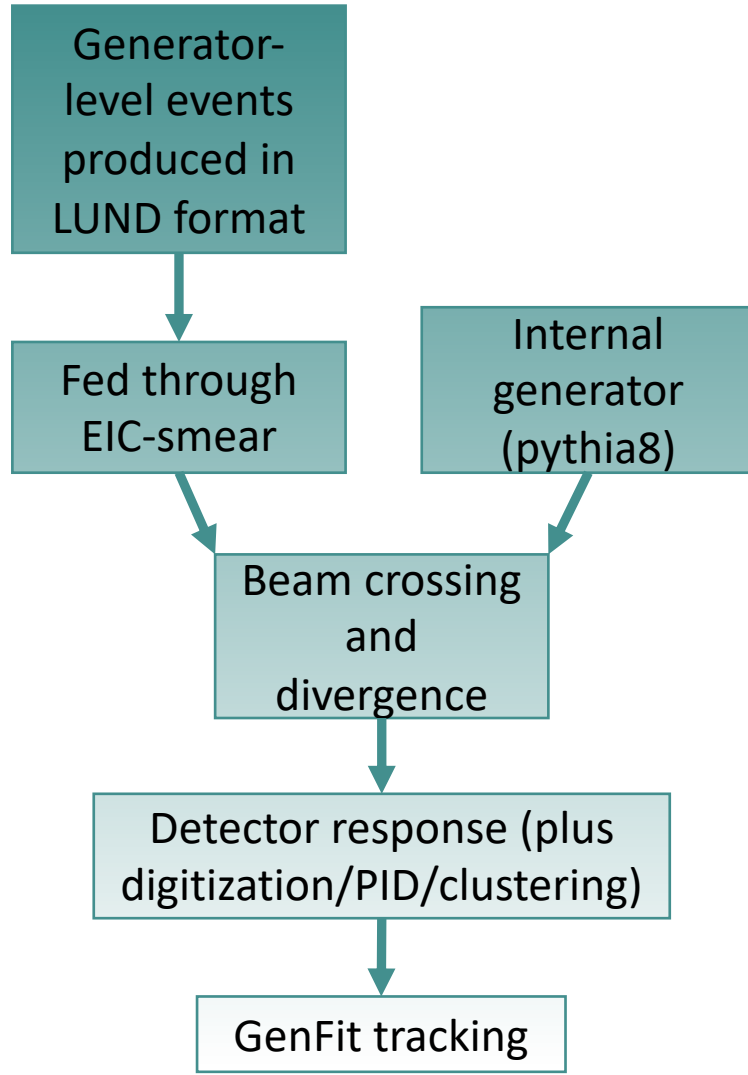 Generator-
level events
produced in
LUND format
Fed through
EIC-smear
Internal
generator
(pythia8)
Beam crossing
and
divergence
Detector response (plus
digitization/PID/clustering)
GenFit tracking